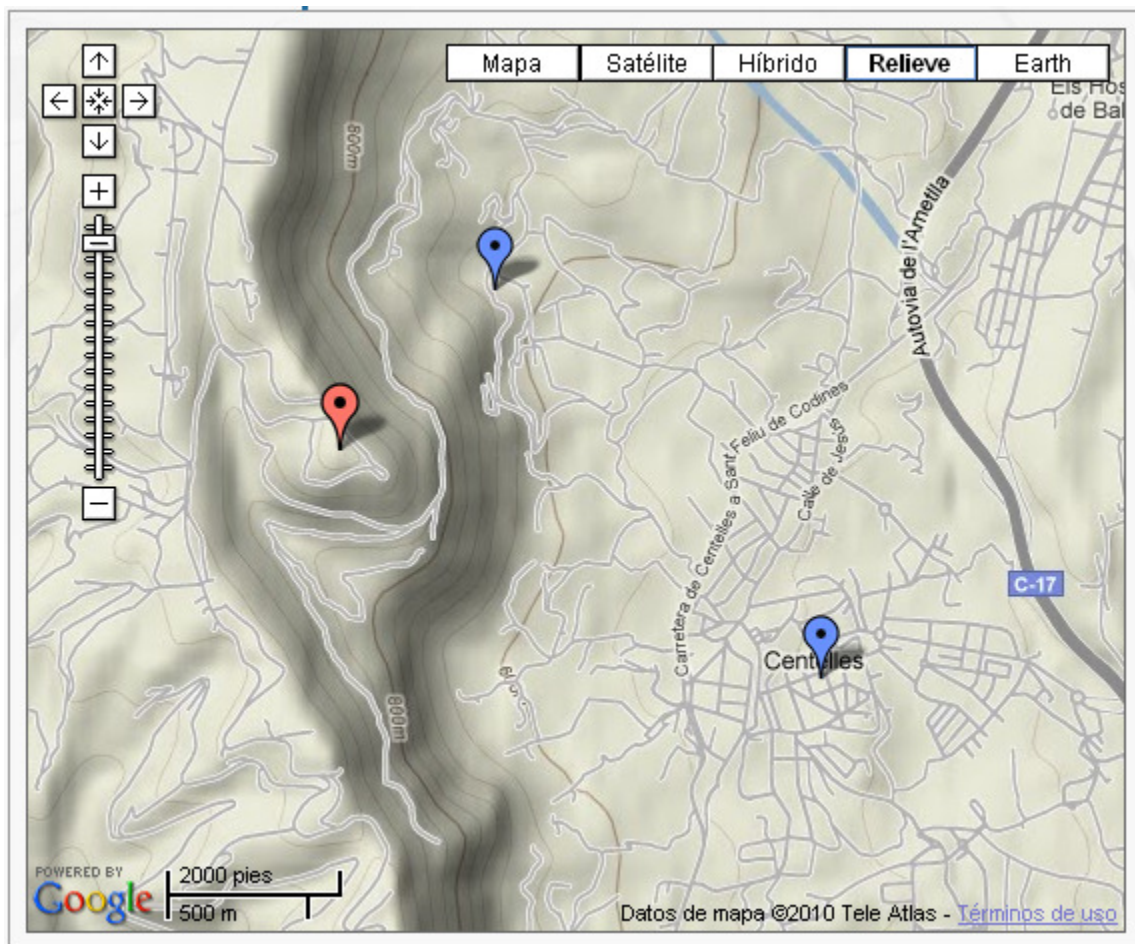 Mapa
Satélite
Híbrido
Relieve
Earth
Els Hos
de Bal
800m
Autovia de l'Ametlla
Carretera de Centelles a Sant Feliu de Codines
Calle de Jesús
C-17
Centelles
800m
POWERED BY
Google
2000 pies
500 m
Datos de mapa ©2010 Tele Atlas - Términos de uso